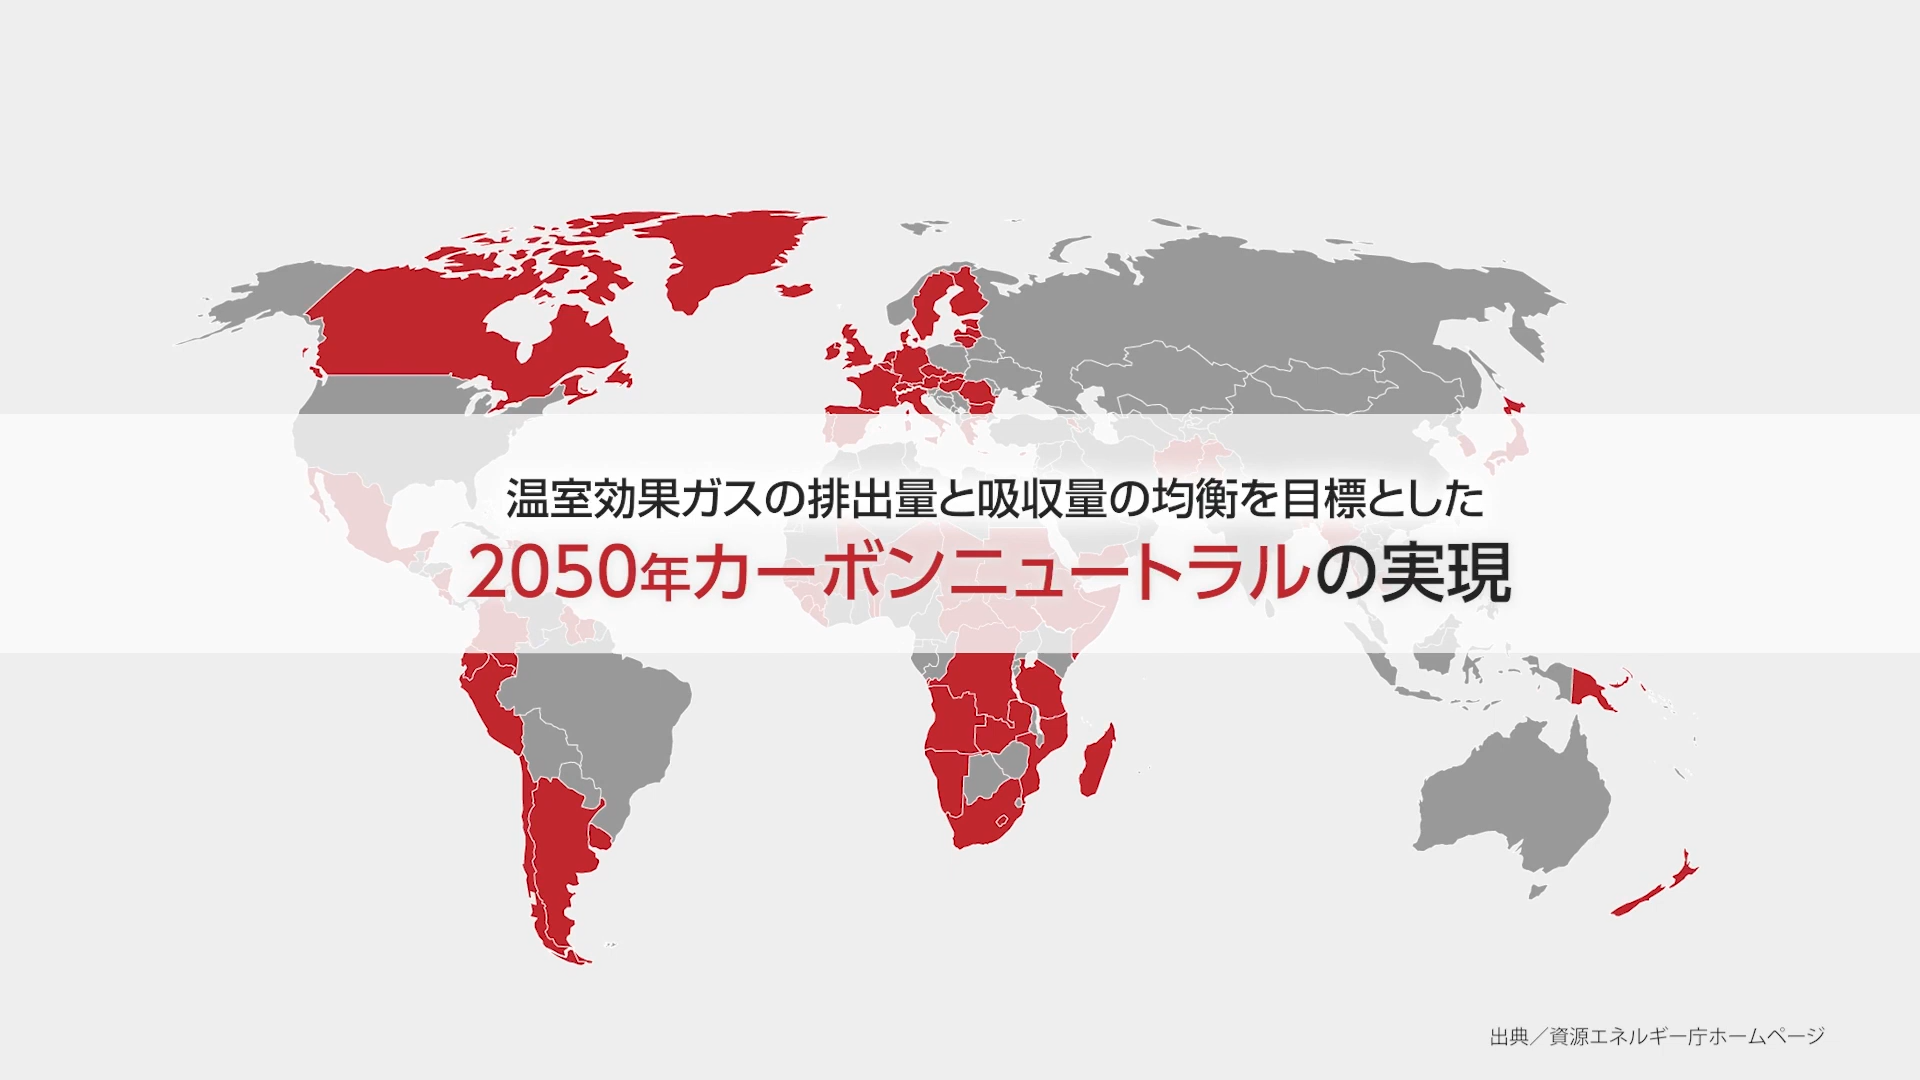 温室効果ガスの排出量と吸収量の均衡を目標とした
2050年カーボンニュートラルの実現
出典／資源エネルギー庁ホームページ